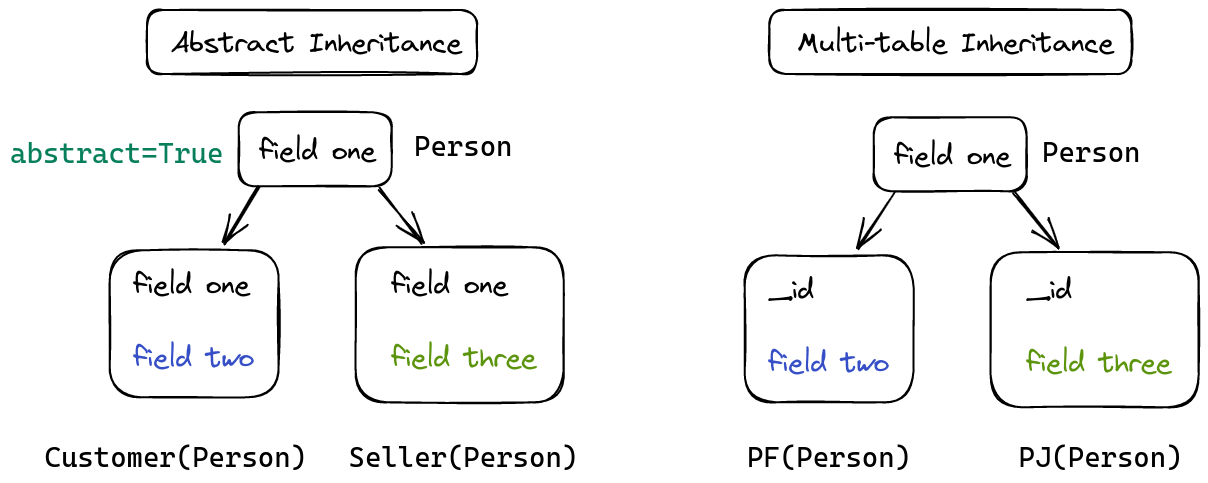 Abstract Inheritance
abstract=True
field one
Person
field one
field two
field one
field three
Customer(Person)
Seller(Person)
Multi-table Inheritance
field one
Person
_id
field two
_id
field three
PF(Person)
PJ(Person)